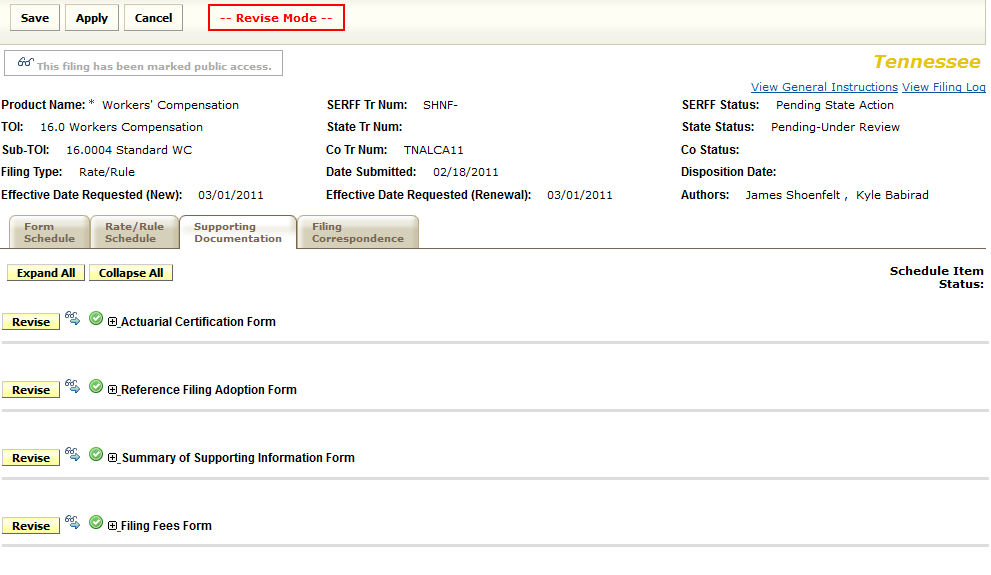 Save Apply Cancel -- Revise Mode --
This filing has been marked public access.
Tennessee
View General Instructions View Filing Log
Product Name: * Workers' Compensation SERFF Tr Num: SHNF- SERFF Status: Pending State Action
TOI: 16.0 Workers Compensation State Tr Num: State Status: Pending-Under Review
Sub-TOI: 16.0004 Standard WC Co Tr Num: TNALCA11 Co Status:
Filing Type: Rate/Rule Date Submitted: 02/18/2011 Disposition Date:
Effective Date Requested (New): 03/01/2011 Effective Date Requested (Renewal): 03/01/2011 Authors: James Shoenfelt , Kyle Babirad
Form
Schedule
Rate/Rule
Schedule
Supporting
Documentation
Filing
Correspondence
Expand All Collapse All
Schedule Item
Status:
Revise Actuarial Certification Form
Revise Reference Filing Adoption Form
Revise Summary of Supporting Information Form
Revise Filing Fees Form